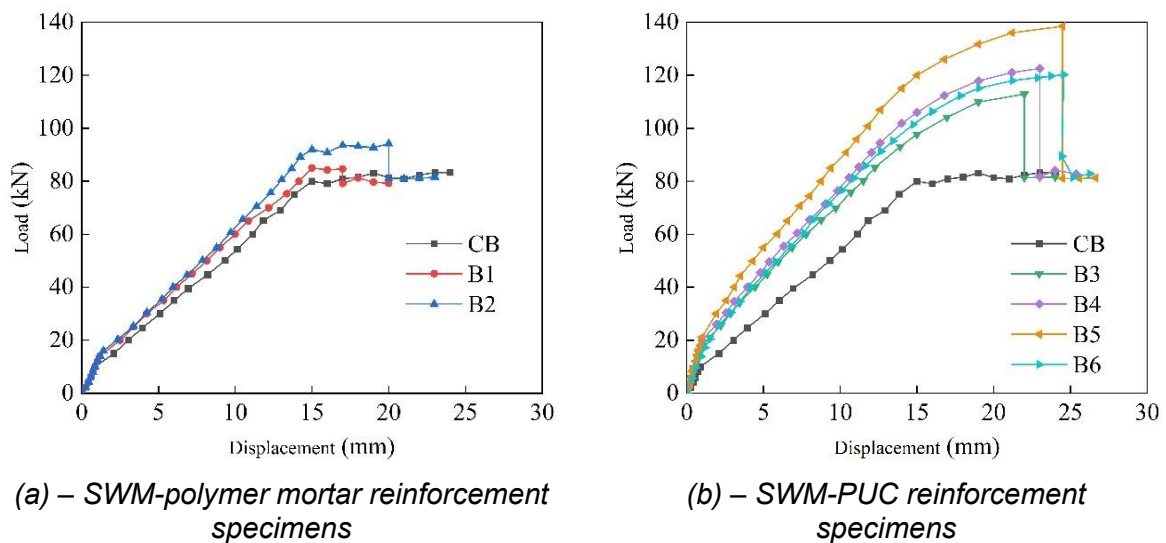 140
120
100
80
60
40
20
0
Load (kN)
CB
B1
B2
0 5 10 15 20 25 30
Displacement (mm)
(a) – SWM-polymer mortar reinforcement
specimens
140
120
100
80
60
40
20
0
Load (kN)
CB
B3
B4
B5
B6
0 5 10 15 20 25 30
Displacement (mm)
(b) – SWM-PUC reinforcement
specimens